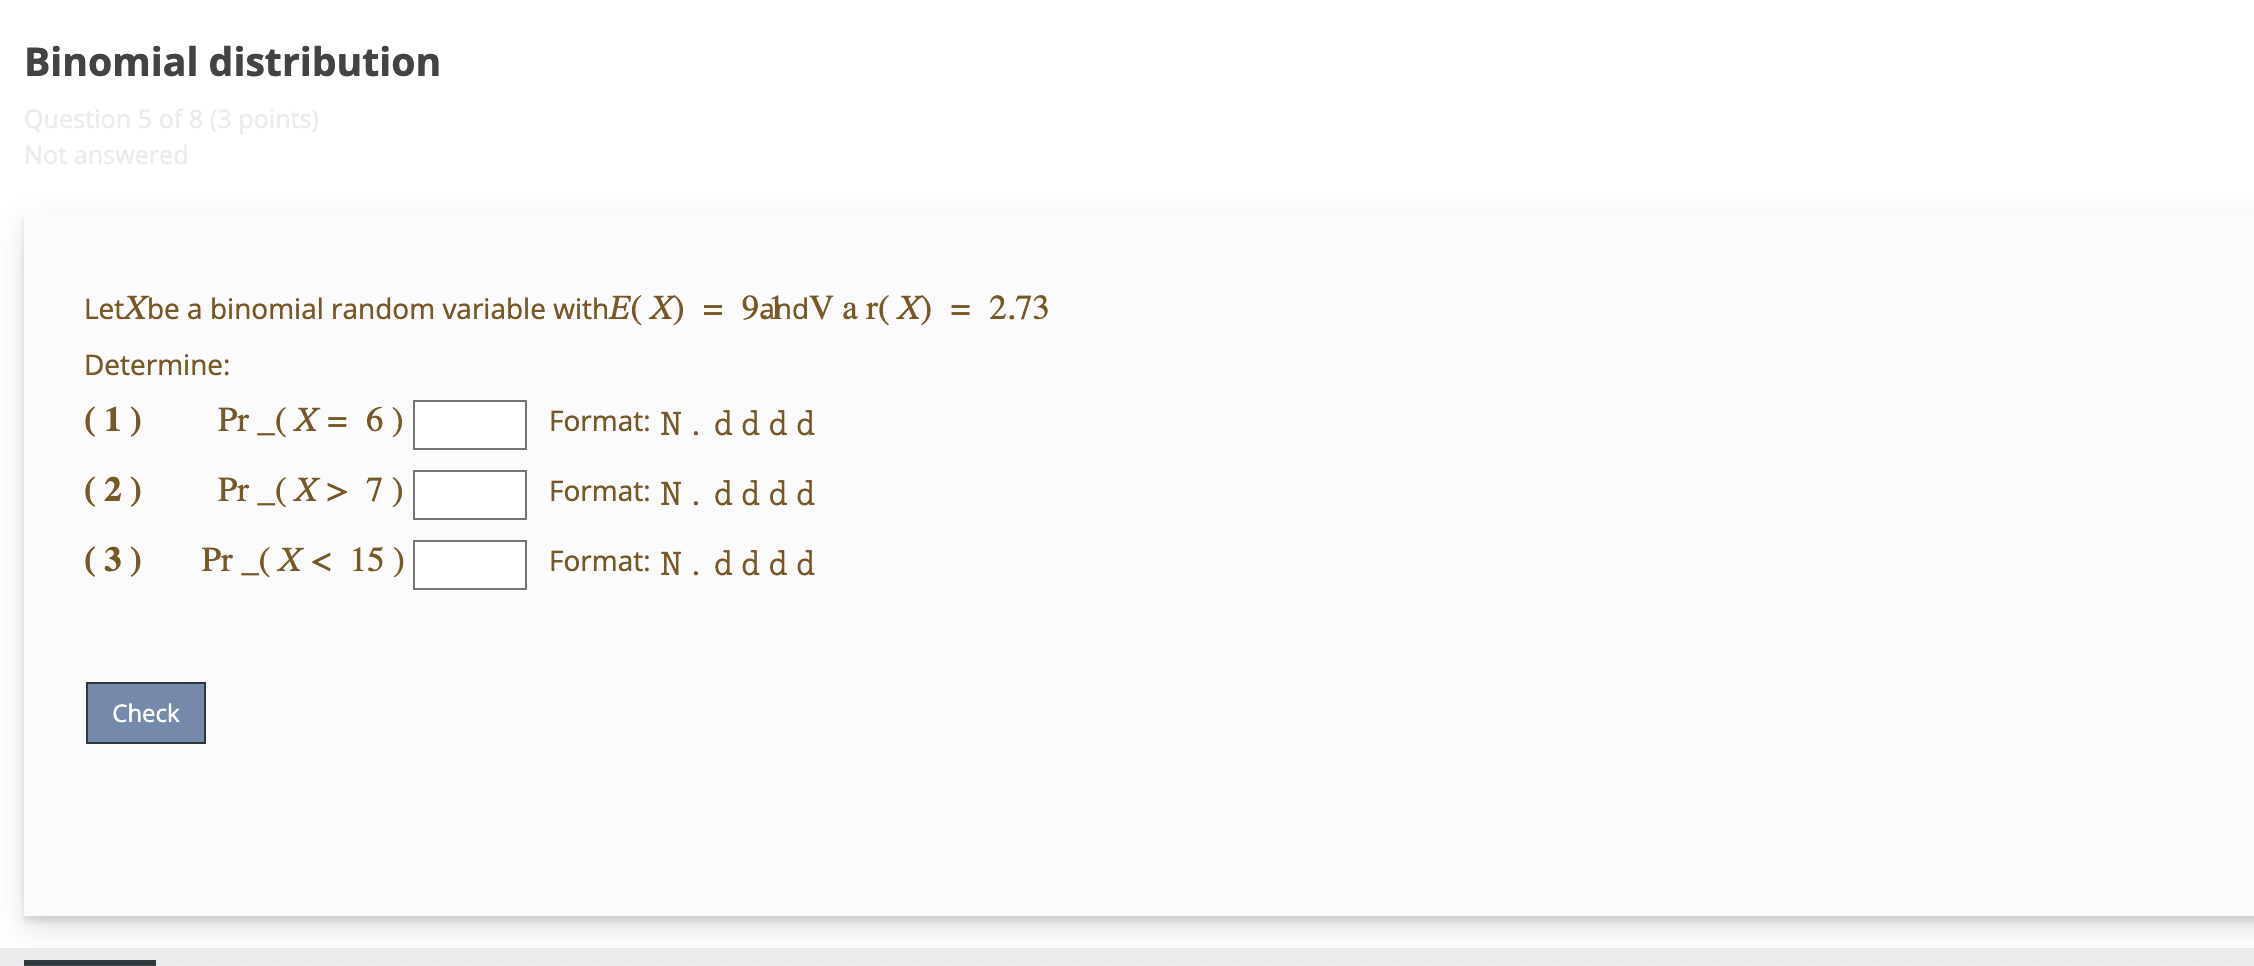 Binomial distribution
Question 5 of 8 (3 points)
Not answered
Let X be a binomial random variable with E( X) = 9.1 and V a r( X) = 2.73
Determine:
( 1 ) Pr _( X = 6 ) Format: N . d d d d
( 2 ) Pr _( X > 7 ) Format: N . d d d d
( 3 ) Pr _( X < 15 ) Format: N . d d d d
Check